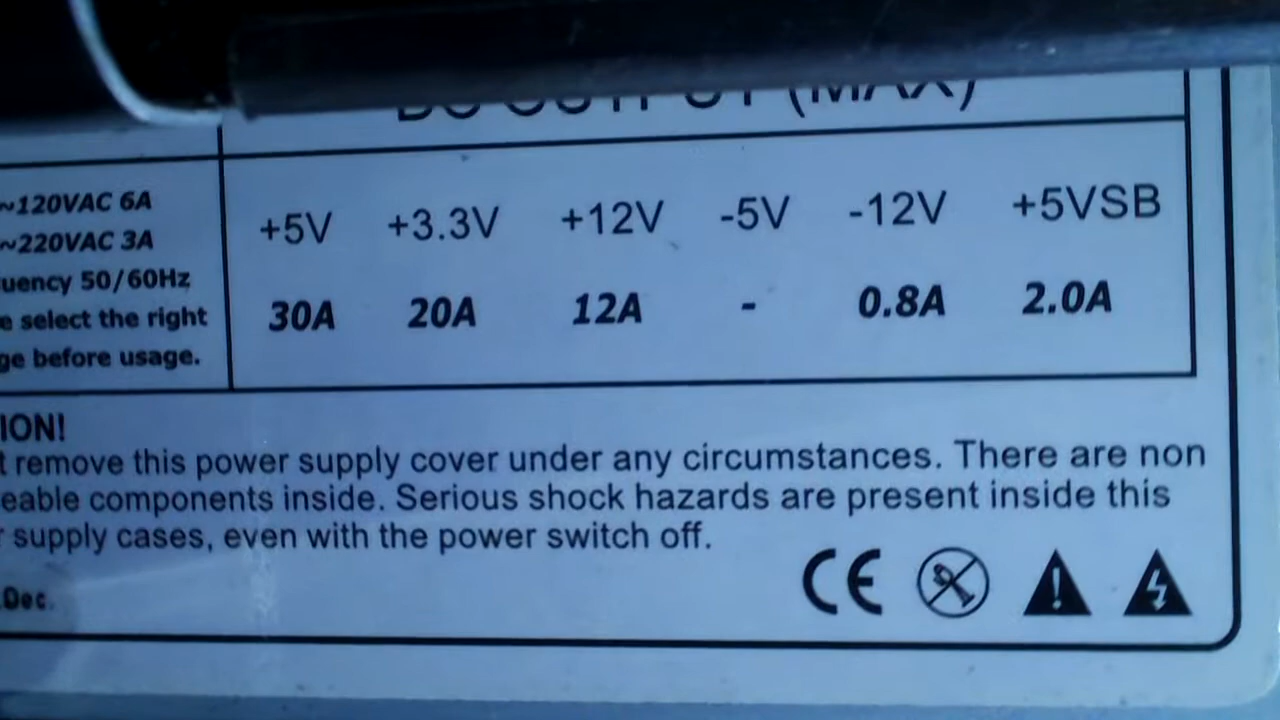 DC OUTPUT (MAX)
~120VAC 6A
~220VAC 3A
uency 50/60Hz
e select the right
ge before usage.
+5V +3.3V +12V -5V -12V +5VSB
30A 20A 12A - 0.8A 2.0A
ION!
t remove this power supply cover under any circumstances. There are non
eable components inside. Serious shock hazards are present inside this
r supply cases, even with the power switch off.
Dec.
CE